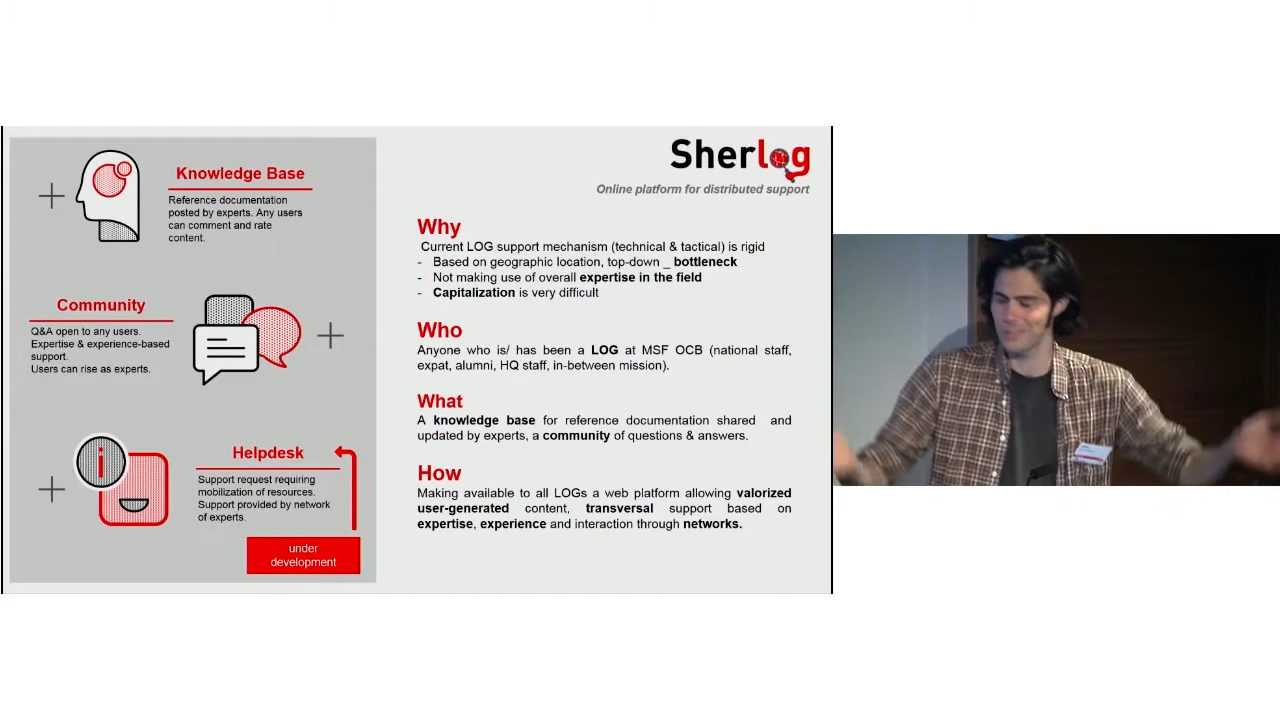 Knowledge Base
Reference documentation
posted by experts. Any users
can comment and rate
content.
Community
Q&A open to any users.
Expertise & experience-based
support.
Users can rise as experts.
i
Helpdesk
Support request requiring
mobilization of resources.
Support provided by network
of experts.
under
development
Sherlog
Online platform for distributed support
Why
Current LOG support mechanism (technical & tactical) is rigid
- Based on geographic location, top-down _ bottleneck
- Not making use of overall expertise in the field
- Capitalization is very difficult
Who
Anyone who is/ has been a LOG at MSF OCB (national staff,
expat, alumni, HQ staff, in-between mission).
What
A knowledge base for reference documentation shared and
updated by experts, a community of questions & answers.
How
Making available to all LOGs a web platform allowing valorized
user-generated content, transversal support based on
expertise, experience and interaction through networks.